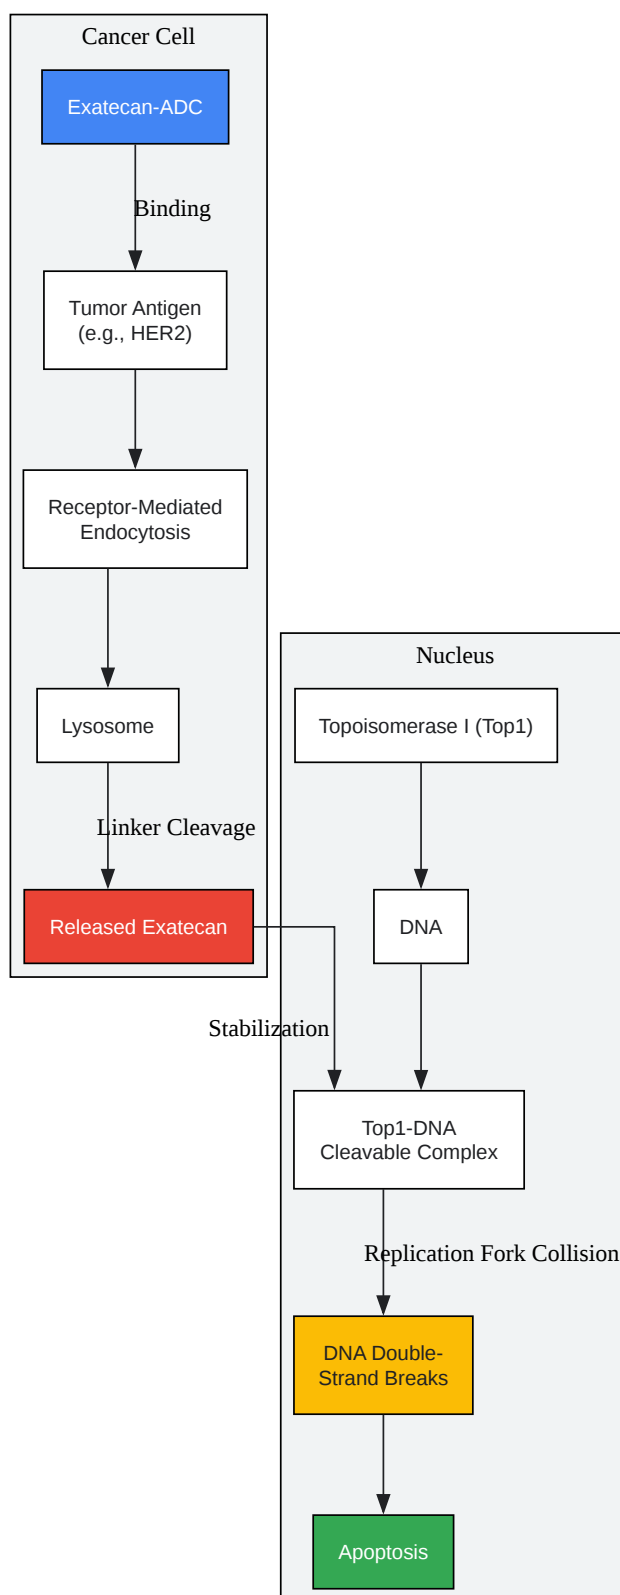 Cancer Cell
Exatecan-ADC
Binding
Tumor Antigen
(e.g., HER2)
Receptor-Mediated
Endocytosis
Lysosome
Linker Cleavage
Released Exatecan
Nucleus
Topoisomerase I (Top1)
DNA
Stabilization
Top1-DNA
Cleavable Complex
Replication Fork Collision
DNA Double-
Strand Breaks
Apoptosis